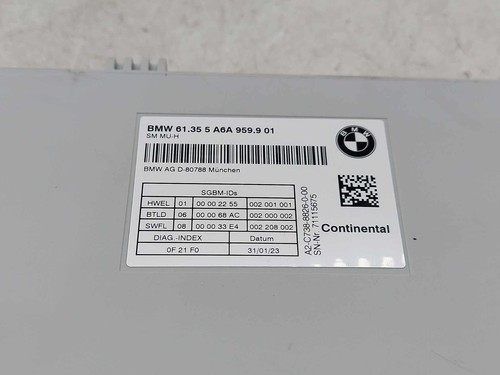 BMW 61.35 5 A6A 959.9 01
SM MU-H
BMW
BMW AG D-80788 München
SGBM-IDs
HWEL 01 00 00 22 55 002 001 001
BTLD 06 00 00 68 AC 002 000 002
SWFL 08 00 00 33 E4 002 208 002
DIAG-INDEX Datum
0F 21 F0 31/01/23
A2-C738-8826-0-00
SN-Nr. 71115675
Continental